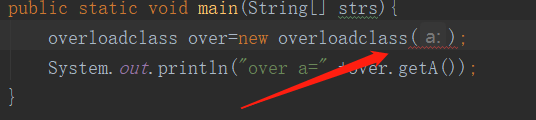 public static void main(String[] strs){
overloadclass over=new overloadclass( a: );
System.out.println("over a=" +over.getA());
}